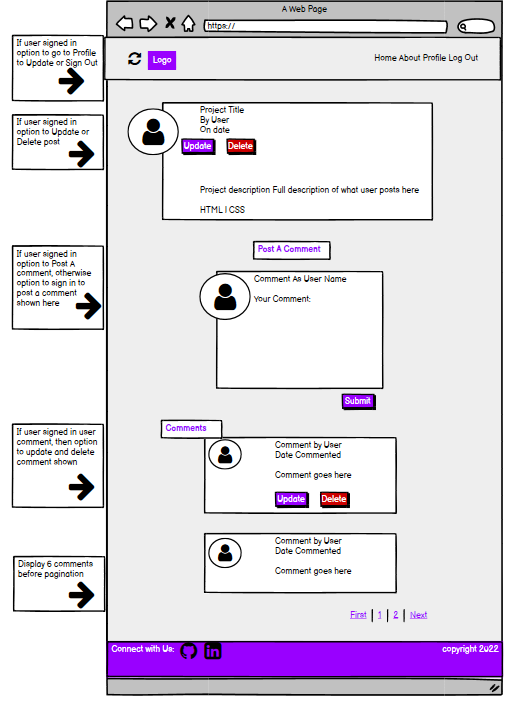 A Web Page
https://
If user signed in
option to go to Profile
to Update or Sign Out
Logo
Home About Profile Log Out
If user signed in
option to Update or
Delete post
Project Title
By User
On date
Update Delete
Project description Full description of what user posts here
HTML | CSS
If user signed in
option to Post A
comment, otherwise
option to sign in to
post a comment
shown here
Post A Comment
Comment As User Name
Your Comment:
Submit
If user signed in user
comment, then option
to update and delete
comment shown
Comments
Comment by User
Date Commented
Comment goes here
Update Delete
Display 6 comments
before pagination
Comment by User
Date Commented
Comment goes here
First | 1 | 2 | Next
Connect with Us: in copyright 2022